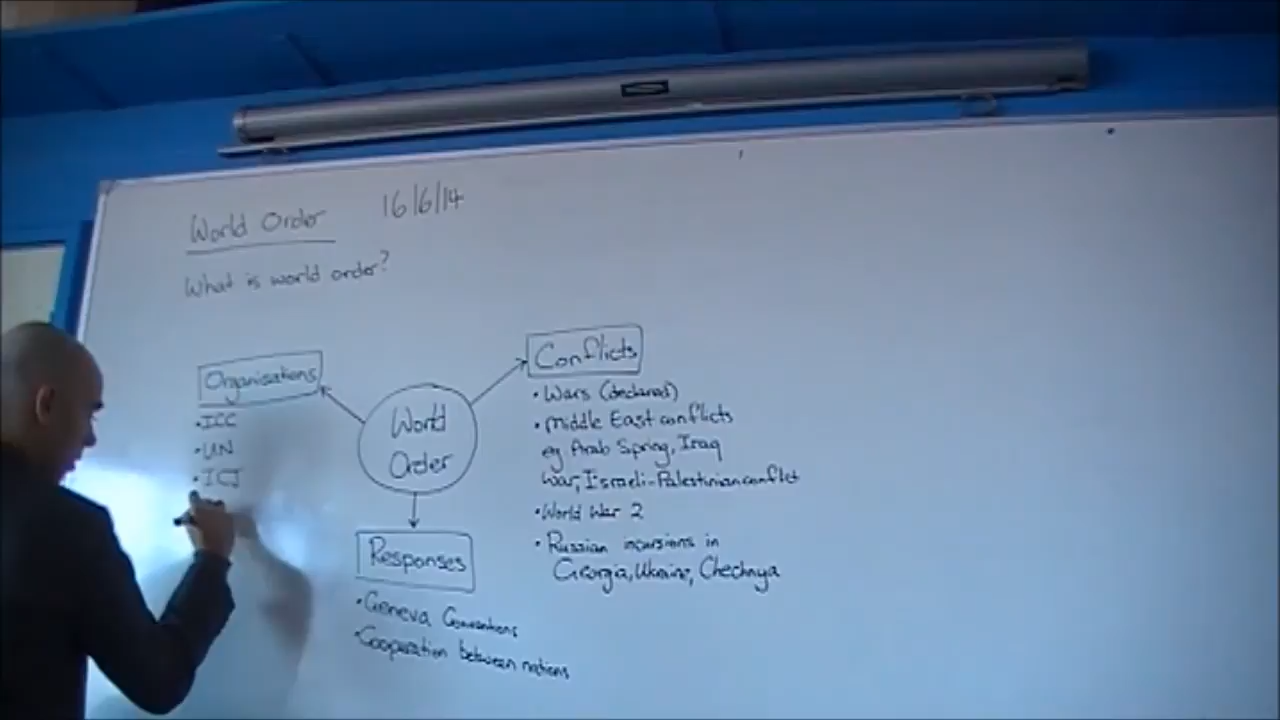 World Order 16/6/14
What is world order?
Organisations
• ICC
• UN
• ICJ
World
Order
Conflicts
• Wars (declared)
• Middle East conflicts
eg Arab Spring, Iraq
War, Israeli-Palestinian conflict
• World War 2
• Russian incursions in
Georgia, Ukraine, Chechnya
Responses
• Geneva Conventions
• Cooperation between nations